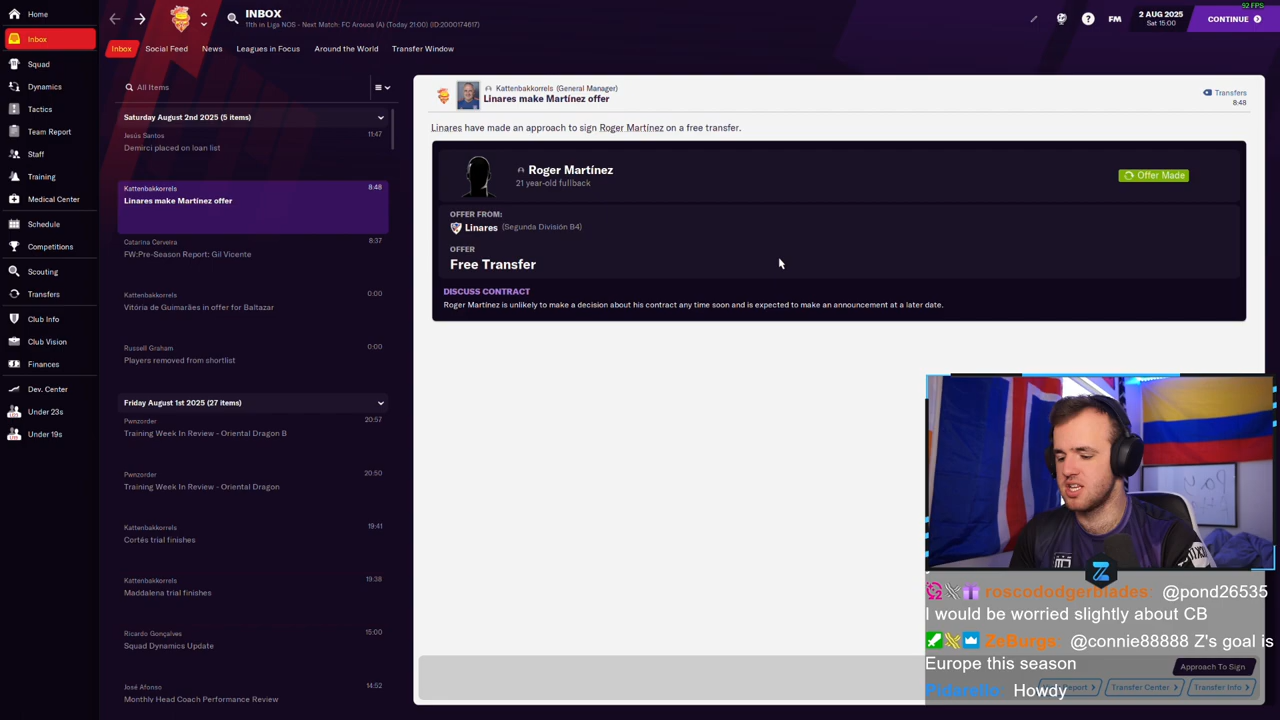 92 FPS
Home
INBOX
11th in Liga NOS - Next Match: FC Arouca (A) (Today 21:00) (ID:2000174617)
FM
2 AUG 2025
Sat 15:00
CONTINUE
Inbox
Inbox
Social Feed
News
Leagues in Focus
Around the World
Transfer Window
Squad
Dynamics
Tactics
Team Report
Staff
Training
Medical Center
Schedule
Competitions
Scouting
Transfers
Club Info
Club Vision
Finances
Dev. Center
Under 23s
Under 19s
All Items
Saturday August 2nd 2025 (5 items)
Jesús Santos 11:47
Demirci placed on loan list
Kattenbakkorrels 8:48
Linares make Martínez offer
Catarina Cerveira 8:37
FW:Pre-Season Report: Gil Vicente
Kattenbakkorrels 0:00
Vitória de Guimarães in offer for Baltazar
Russell Graham 0:00
Players removed from shortlist
Friday August 1st 2025 (27 items)
Pwnzorder 20:57
Training Week In Review - Oriental Dragon B
Pwnzorder 20:50
Training Week In Review - Oriental Dragon
Kattenbakkorrels 19:41
Cortés trial finishes
Kattenbakkorrels 19:38
Maddalena trial finishes
Ricardo Gonçalves 15:00
Squad Dynamics Update
José Afonso 14:52
Monthly Head Coach Performance Review
Kattenbakkorrels (General Manager)
Linares make Martínez offer
Transfers
8:48
Linares have made an approach to sign Roger Martínez on a free transfer.
Roger Martínez
21 year-old fullback
Offer Made
OFFER FROM:
Linares (Segunda División B4)
OFFER
Free Transfer
DISCUSS CONTRACT
Roger Martínez is unlikely to make a decision about his contract any time soon and is expected to make an announcement at a later date.
roscododgerblades: @pond26535
I would be worried slightly about CB
ZeBurgs: @connie88888 Z's goal is
Europe this season
Howdy
Approach To Sign
Transfer Center
Transfer Info